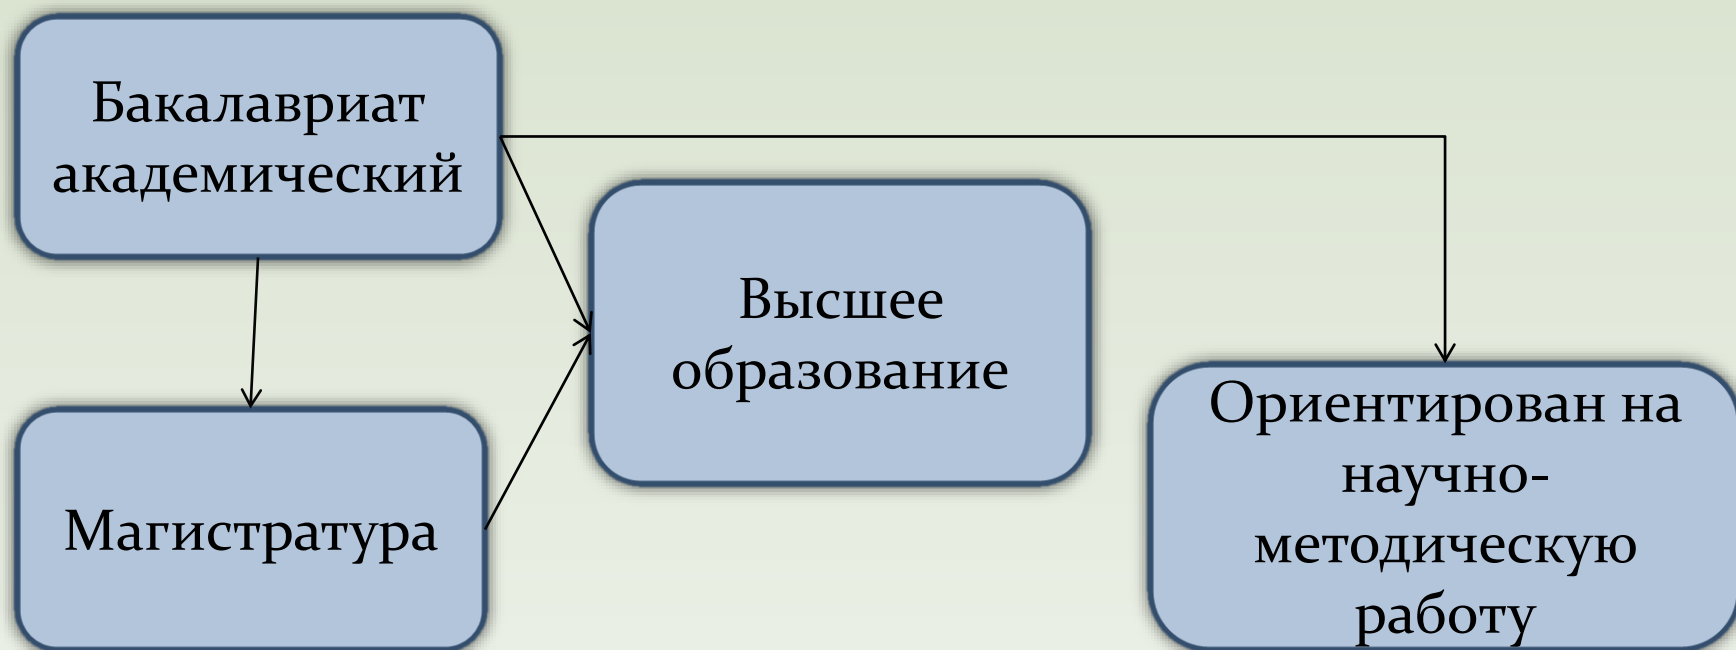 Бакалавриат
академический
Высшее
образование
Ориентирован на
научно-
методическую
работу
Магистратура